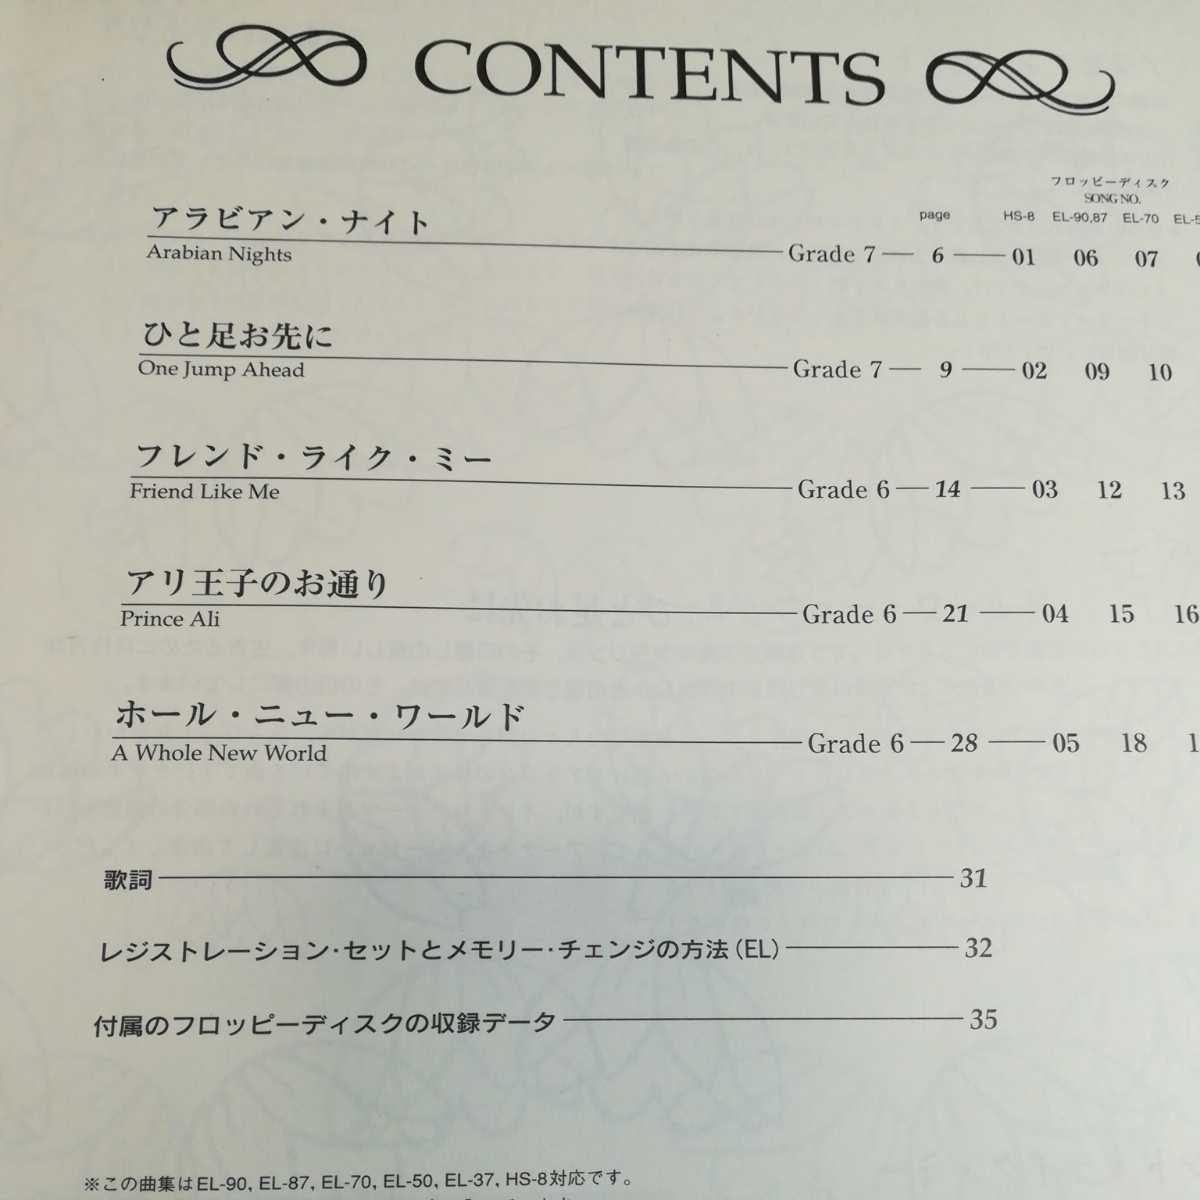 CONTENTS
フロッピーディスク
SONG NO.
page HS-8 EL-90,87 EL-70
アラビアン・ナイト
Arabian Nights Grade 7 6 01 06 07
ひと足お先に
One Jump Ahead Grade 7 9 02 09 10
フレンド・ライク・ミー
Friend Like Me Grade 6 14 03 12 13
アリ王子のお通り
Prince Ali Grade 6 21 04 15 16
ホール・ニュー・ワールド
A Whole New World Grade 6 28 05 18
歌詞 31
レジストレーション・セットとメモリー・チェンジの方法(EL) 32
付属のフロッピーディスクの収録データ 35
※この曲集はEL-90, EL-87, EL-70, EL-50, EL-37, HS-8対応です。